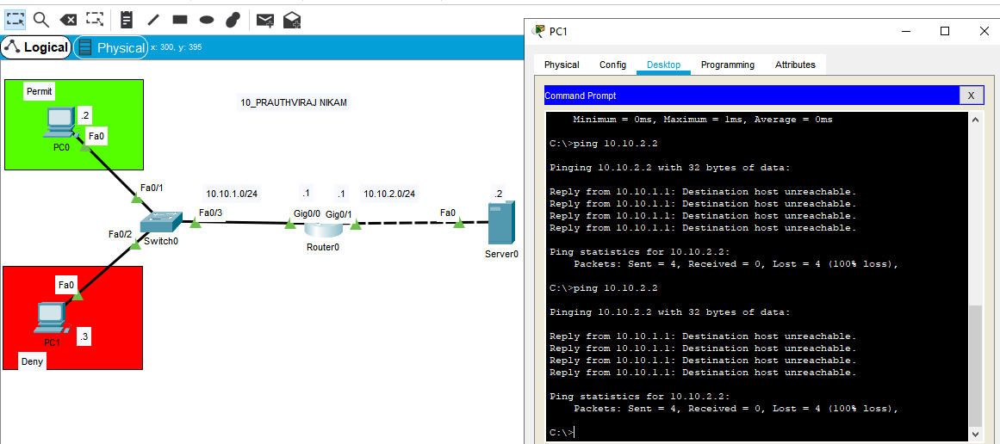 Logical
Physical
x: 300, y: 395
Permit
.2
Fa0
PC0
10_PRAUTHVIRAJ NIKAM
Fa0/1
10.10.1.0/24
.1
.1
10.10.2.0/24
.2
Fa0/3
Gig0/0
Gig0/1
Fa0
Fa0/2
Switch0
Router0
Server0
Fa0
PC1
.3
Deny
PC1
Physical
Config
Desktop
Programming
Attributes
Command Prompt
X
Minimum = 0ms, Maximum = 1ms, Average = 0ms
C:\>ping 10.10.2.2
Pinging 10.10.2.2 with 32 bytes of data:
Reply from 10.10.1.1: Destination host unreachable.
Reply from 10.10.1.1: Destination host unreachable.
Reply from 10.10.1.1: Destination host unreachable.
Reply from 10.10.1.1: Destination host unreachable.
Ping statistics for 10.10.2.2:
Packets: Sent = 4, Received = 0, Lost = 4 (100% loss),
C:\>ping 10.10.2.2
Pinging 10.10.2.2 with 32 bytes of data:
Reply from 10.10.1.1: Destination host unreachable.
Reply from 10.10.1.1: Destination host unreachable.
Reply from 10.10.1.1: Destination host unreachable.
Reply from 10.10.1.1: Destination host unreachable.
Ping statistics for 10.10.2.2:
Packets: Sent = 4, Received = 0, Lost = 4 (100% loss),
C:\>